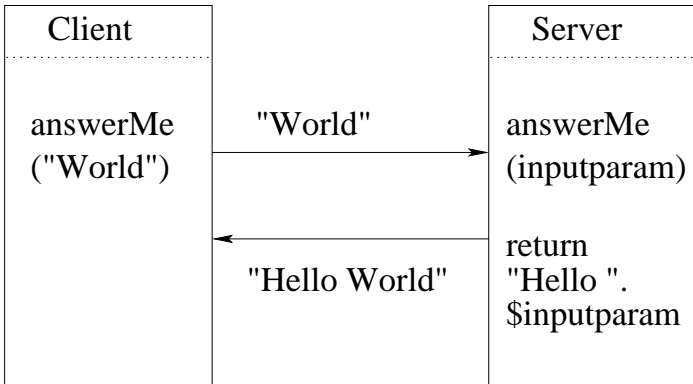 Client
answerMe
("World")
"World"
"Hello World"
Server
answerMe
(inputparam)
return
"Hello ".
$inputparam